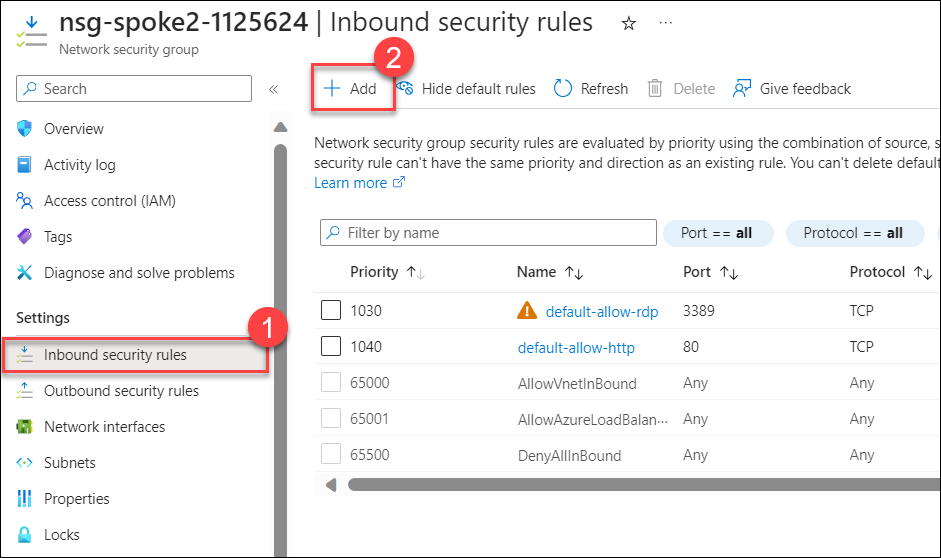 nsg-spoke2-1125624 | Inbound security rules ☆ ···
Network security group
2
Search «
+ Add Hide default rules Refresh Delete Give feedback
Overview
Activity log
Access control (IAM)
Tags
Diagnose and solve problems
Settings
1
Inbound security rules
Outbound security rules
Network interfaces
Subnets
Properties
Locks
Network security group security rules are evaluated by priority using the combination of source, s
security rule can't have the same priority and direction as an existing rule. You can't delete default
Learn more
Filter by name Port == all Protocol == all
Priority ↑↓ Name ↑↓ Port ↑↓ Protocol ↑↓
1030 default-allow-rdp 3389 TCP
1040 default-allow-http 80 TCP
65000 AllowVnetInBound Any Any
65001 AllowAzureLoadBalan··· Any Any
65500 DenyAllInBound Any Any